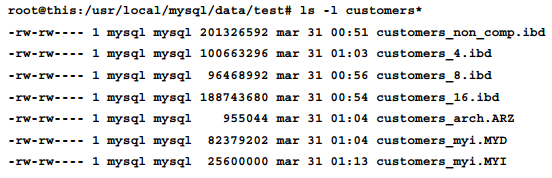 root@this:/usr/local/mysql/data/test# ls -l customers*
-rw-rw---- 1 mysql mysql 201326592 mar 31 00:51 customers_non_comp.ibd
-rw-rw---- 1 mysql mysql 100663296 mar 31 01:03 customers_4.ibd
-rw-rw---- 1 mysql mysql 96468992 mar 31 00:56 customers_8.ibd
-rw-rw---- 1 mysql mysql 188743680 mar 31 00:54 customers_16.ibd
-rw-rw---- 1 mysql mysql 955044 mar 31 01:04 customers_arch.ARZ
-rw-rw---- 1 mysql mysql 82379202 mar 31 01:04 customers_myi.MYD
-rw-rw---- 1 mysql mysql 25600000 mar 31 01:13 customers_myi.MYI